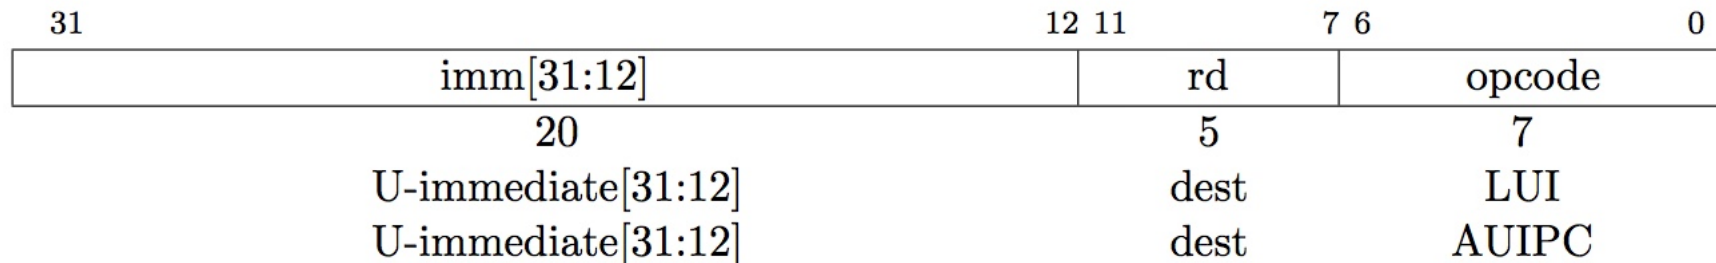 31 12 11 7 6 0
imm[31:12] rd opcode
20 5 7
U-immediate[31:12] dest LUI
U-immediate[31:12] dest AUIPC